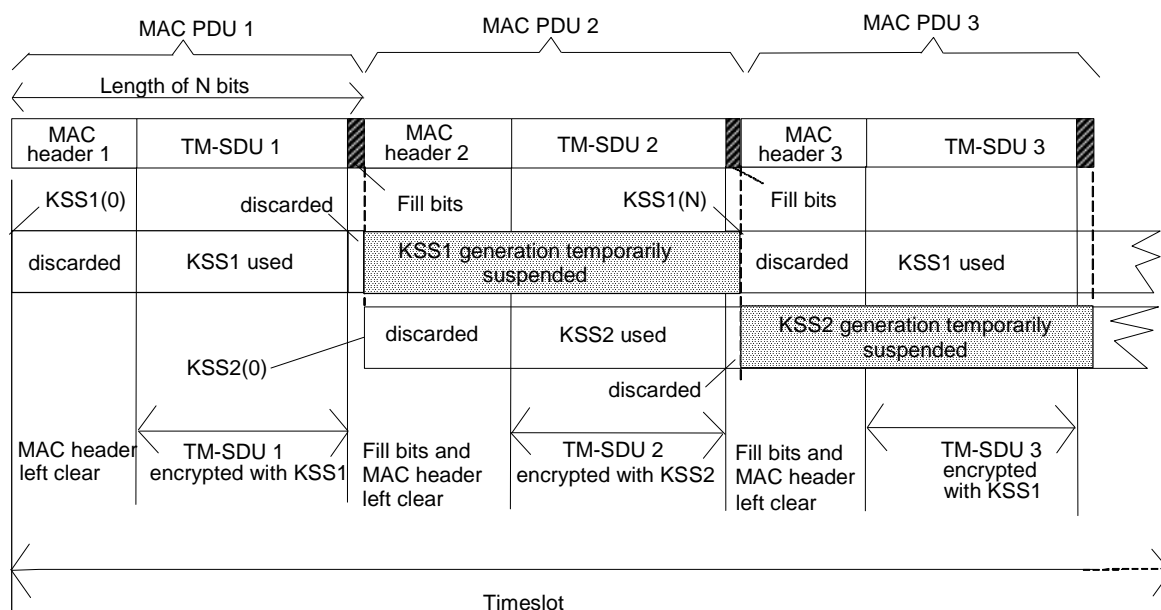 MAC PDU 1
MAC PDU 2
MAC PDU 3
Length of N bits
MAC
header 1
TM-SDU 1
MAC
header 2
TM-SDU 2
MAC
header 3
TM-SDU 3
KSS1(0)
discarded
Fill bits
KSS1(N)
Fill bits
discarded
KSS1 used
KSS1 generation temporarily
suspended
discarded
KSS1 used
KSS2(0)
discarded
KSS2 used
KSS2 generation temporarily
suspended
discarded
MAC header
left clear
TM-SDU 1
encrypted with KSS1
Fill bits and
MAC header
left clear
TM-SDU 2
encrypted with KSS2
Fill bits and
MAC header
left clear
TM-SDU 3
encrypted
with KSS1
Timeslot